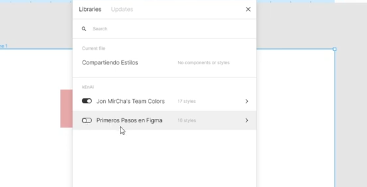 Libraries Updates
Search
Current file
Compartiendo Estilos No components or styles
Jon MirCha's Team Colors 17 styles
Primeros Pasos en Figma 16 styles